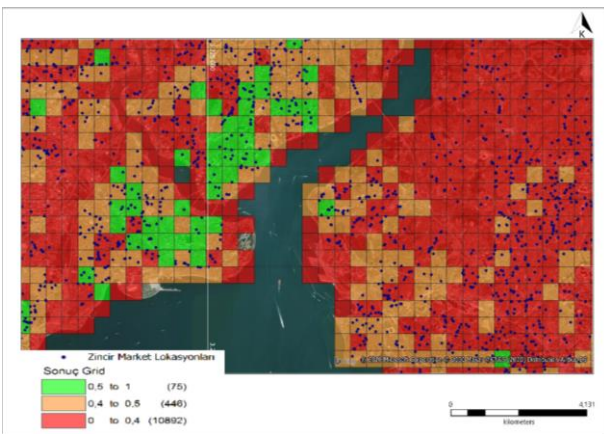 K
Zincir Market Lokasyonları
Sonuç Grid
0,5 to 1 (75)
0,4 to 0,5 (446)
0 to 0,4 (10892)
0
4,131
kilometers